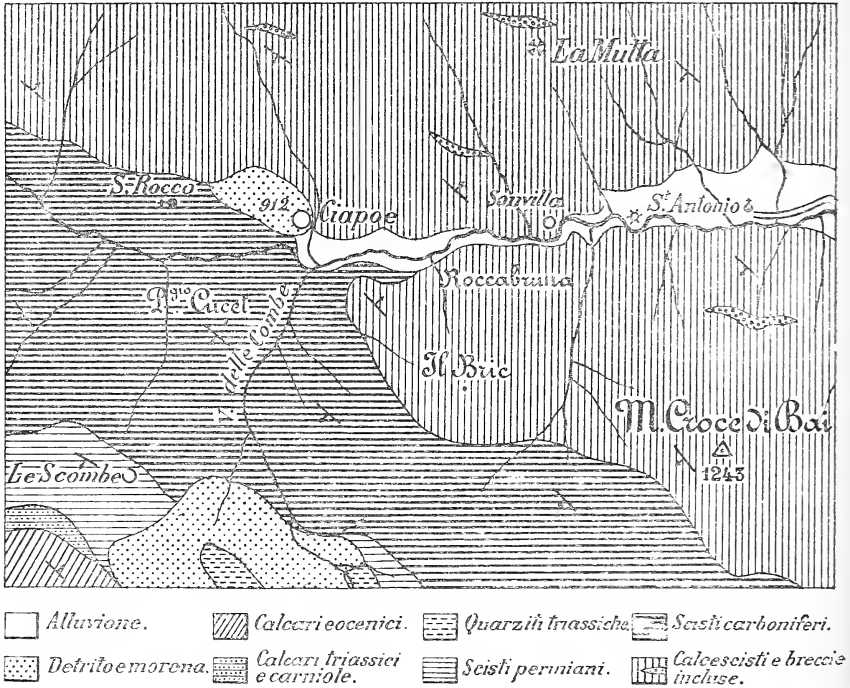 La Mutta
S. Rocco
912
Ciapoe
Sonvilla
St. Antonio
Roccabruna
P.gio Cucet
V. delle Combe
Il Bric
M. Croce di Bai
1243
Le Scombe
Alluvione.
Calcari eocenici.
Quarziti triassiche.
Scisti carboniferi.
Detrito e morena.
Calcari triassici
e carniole.
Scisti permiani.
Calcescisti e breccie
incluse.